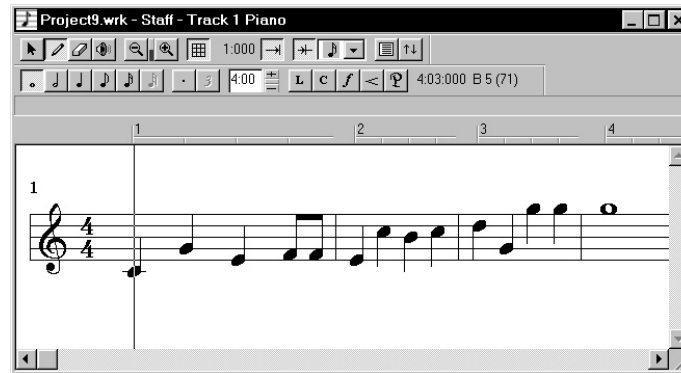 Project9.wrk - Staff - Track 1 Piano
1:000
3 4:00 L C f < P 4:03:000 B 5 (71)
1 2 3 4
1
4
4